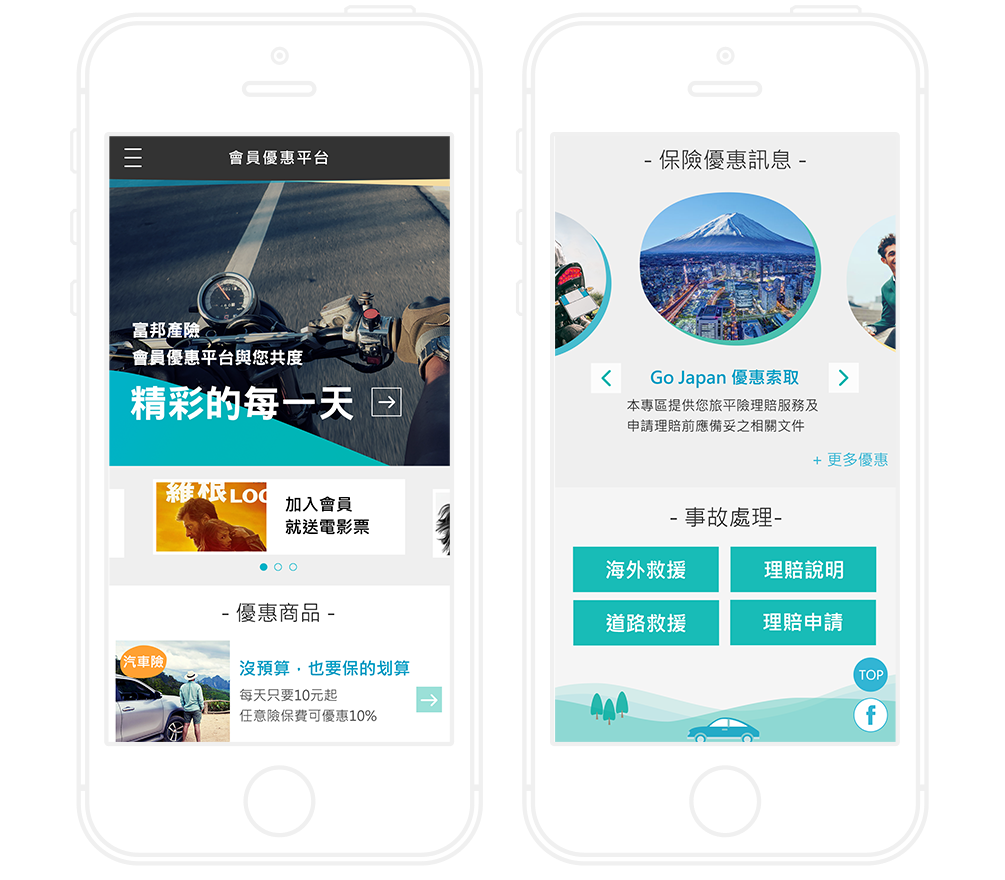 會員優惠平台
富邦產險
會員優惠平台與您共度
精彩的每一天
維根LOG
加入會員
就送電影票
- 優惠商品 -
汽車險
沒預算．也要保的划算
每天只要10元起
任意險保費可優惠10%
- 保險優惠訊息 -
Go Japan 優惠索取
本專區提供您旅平險理賠服務及
申請理賠前應備妥之相關文件
+ 更多優惠
- 事故處理-
海外救援
理賠說明
道路救援
理賠申請
TOP
f